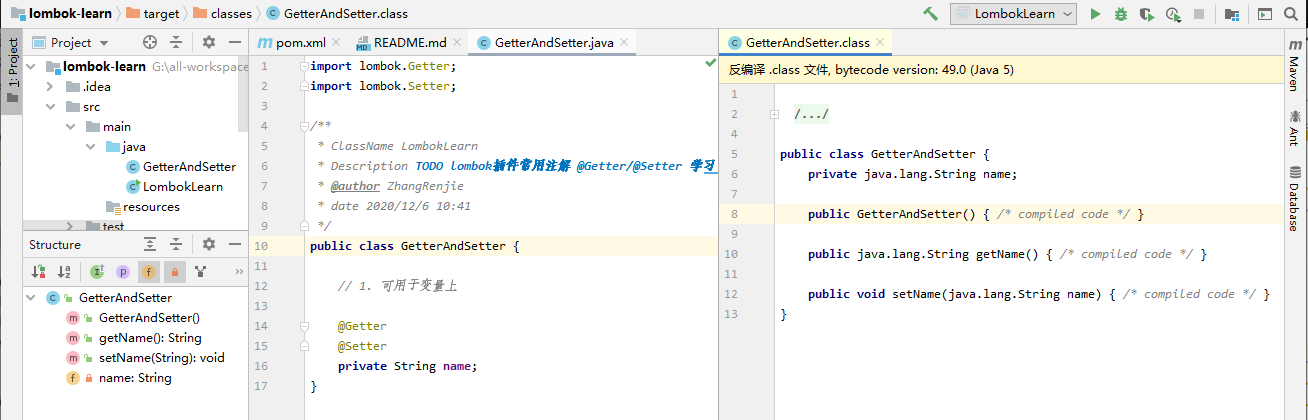 lombok-learn target classes GetterAndSetter.class LombokLearn
1: Project
Project
lombok-learn G:\all-workspace
.idea
src
main
java
GetterAndSetter
LombokLearn
resources
test
Structure
GetterAndSetter
GetterAndSetter()
getName(): String
setName(String): void
name: String
pom.xml README.md GetterAndSetter.java
1 import lombok.Getter;
2 import lombok.Setter;
3
4 /**
5 * ClassName LombokLearn
6 * Description TODO lombok插件常用注解 @Getter/@Setter 学习
7 * @author ZhangRenjie
8 * date 2020/12/6 10:41
9 */
10 public class GetterAndSetter {
11
12 // 1. 可用于变量上
13
14 @Getter
15 @Setter
16 private String name;
17 }
GetterAndSetter.class
反编译 .class 文件, bytecode version: 49.0 (Java 5)
1
2 /.../
4
5 public class GetterAndSetter {
6 private java.lang.String name;
7
8 public GetterAndSetter() { /* compiled code */ }
9
10 public java.lang.String getName() { /* compiled code */ }
11
12 public void setName(java.lang.String name) { /* compiled code */ }
13 }
Maven
Ant
Database